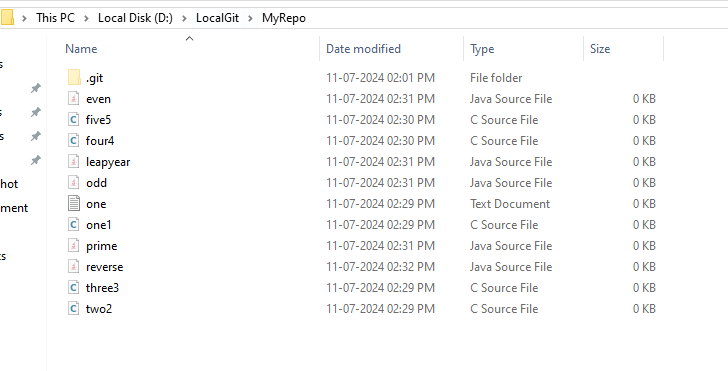 This PC > Local Disk (D:) > LocalGit > MyRepo
Name Date modified Type Size
.git 11-07-2024 02:01 PM File folder
even 11-07-2024 02:31 PM Java Source File 0 KB
five5 11-07-2024 02:30 PM C Source File 0 KB
four4 11-07-2024 02:30 PM C Source File 0 KB
leapyear 11-07-2024 02:31 PM Java Source File 0 KB
odd 11-07-2024 02:31 PM Java Source File 0 KB
one 11-07-2024 02:29 PM Text Document 0 KB
one1 11-07-2024 02:29 PM C Source File 0 KB
prime 11-07-2024 02:31 PM Java Source File 0 KB
reverse 11-07-2024 02:32 PM Java Source File 0 KB
three3 11-07-2024 02:29 PM C Source File 0 KB
two2 11-07-2024 02:29 PM C Source File 0 KB